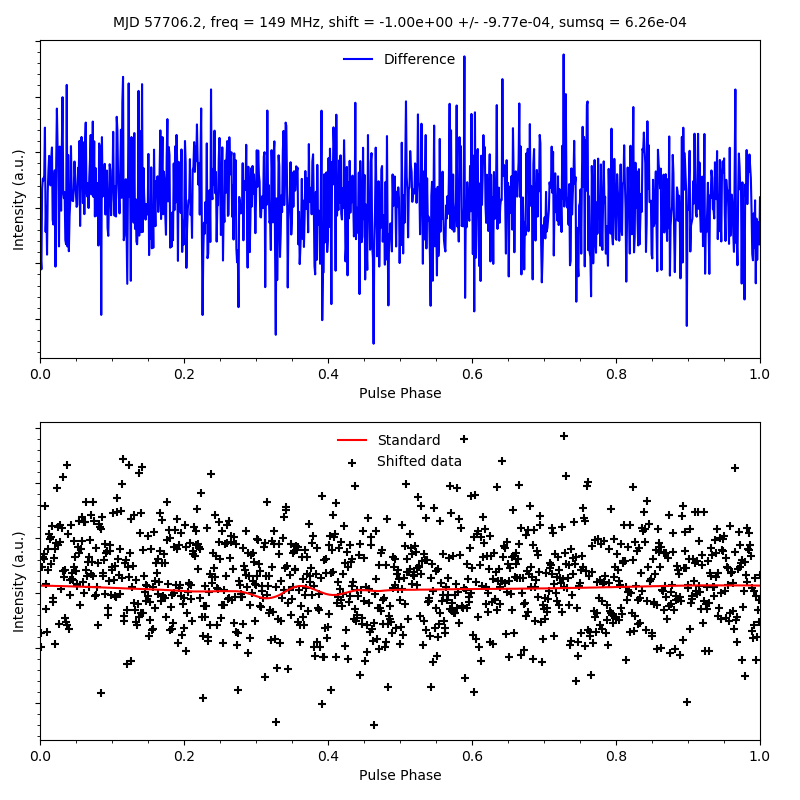 MJD 57706.2, freq = 149 MHz, shift = -1.00e+00 +/- -9.77e-04, sumsq = 6.26e-04
Difference
Intensity (a.u.)
0.0 0.2 0.4 0.6 0.8 1.0
Pulse Phase
Standard
Shifted data
Intensity (a.u.)
0.0 0.2 0.4 0.6 0.8 1.0
Pulse Phase